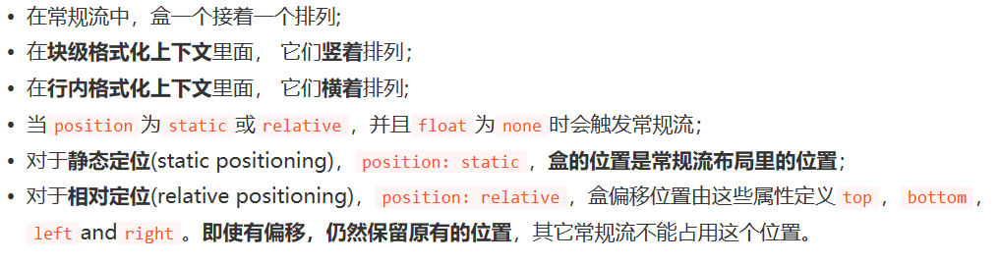 • 在常规流中，盒一个接着一个排列;
• 在块级格式化上下文里面， 它们竖着排列；
• 在行内格式化上下文里面， 它们横着排列;
• 当 position 为 static 或 relative ，并且 float 为 none 时会触发常规流；
• 对于静态定位(static positioning)， position: static ，盒的位置是常规流布局里的位置；
• 对于相对定位(relative positioning)， position: relative ，盒偏移位置由这些属性定义 top ， bottom ，
left and right 。即使有偏移，仍然保留原有的位置，其它常规流不能占用这个位置。